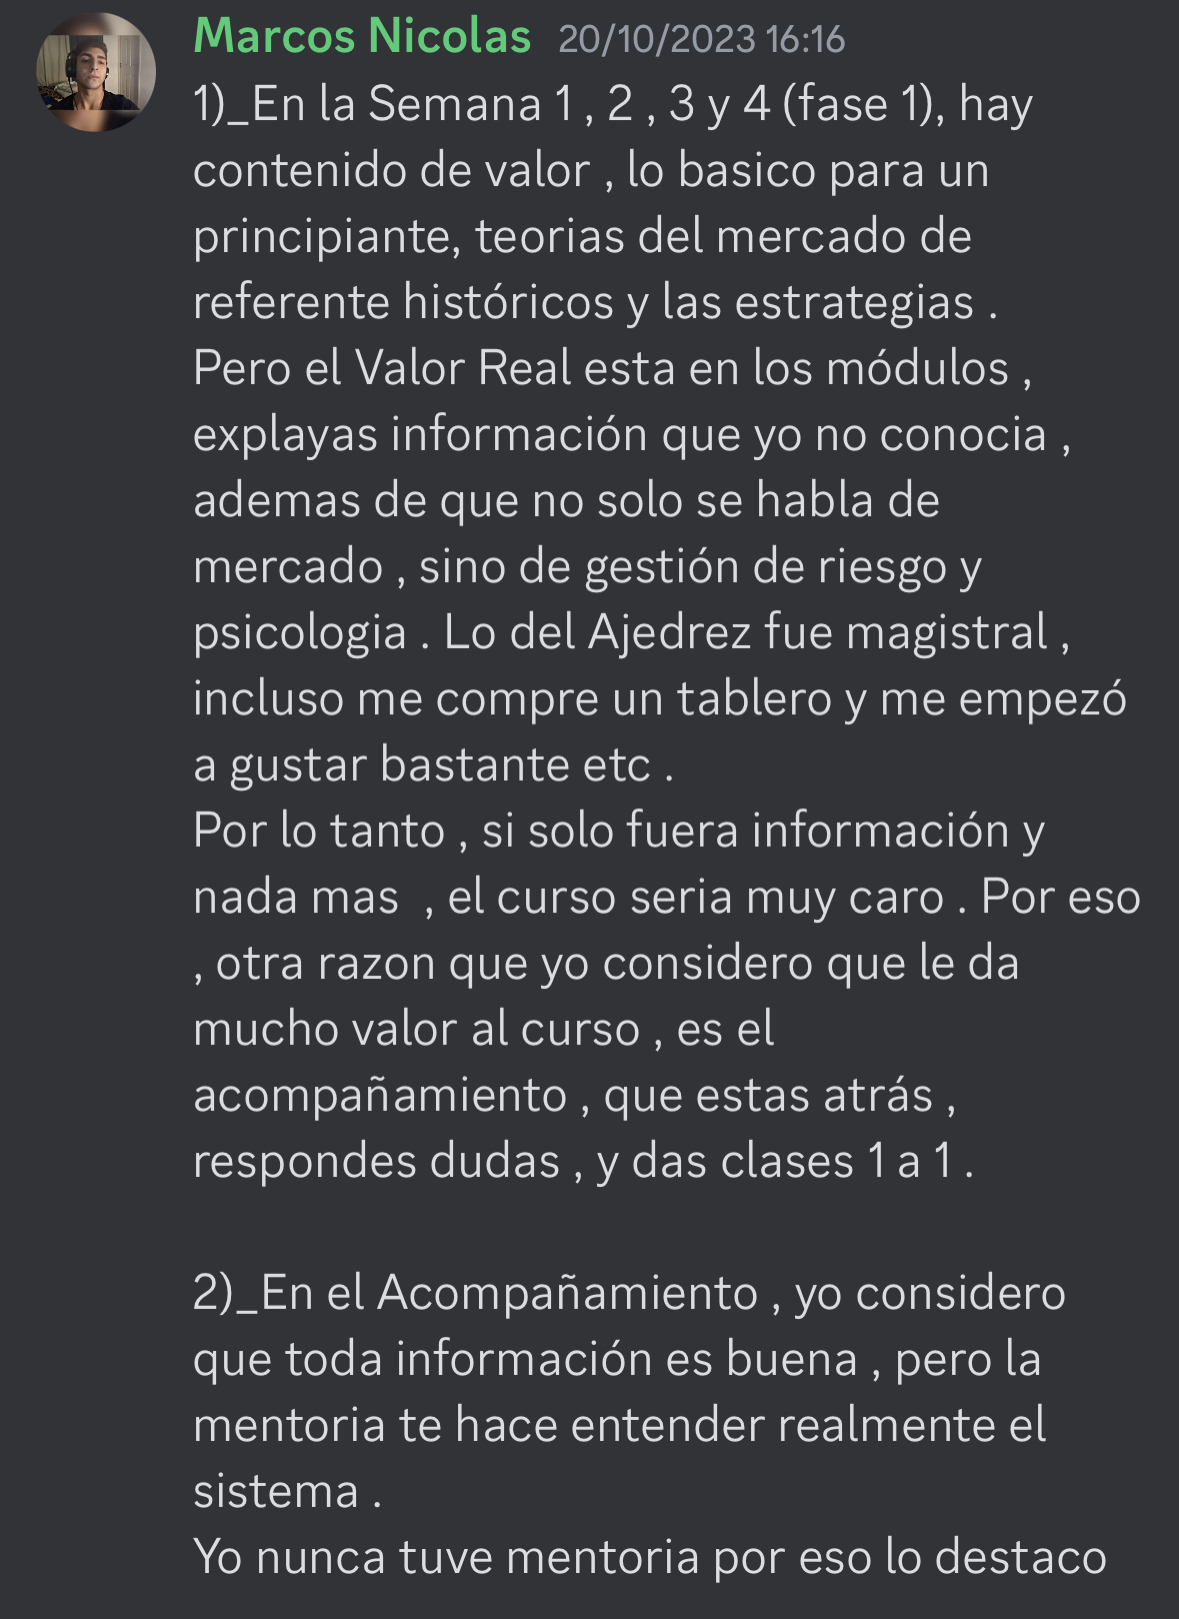 Marcos Nicolas 20/10/2023 16:16
1)_En la Semana 1 , 2 , 3 y 4 (fase 1), hay
contenido de valor , lo basico para un
principiante, teorias del mercado de
referente históricos y las estrategias .
Pero el Valor Real esta en los módulos ,
explayas información que yo no conocia ,
ademas de que no solo se habla de
mercado , sino de gestión de riesgo y
psicologia . Lo del Ajedrez fue magistral ,
incluso me compre un tablero y me empezó
a gustar bastante etc .
Por lo tanto , si solo fuera información y
nada mas  , el curso seria muy caro . Por eso
, otra razon que yo considero que le da
mucho valor al curso , es el
acompañamiento , que estas atrás ,
respondes dudas , y das clases 1 a 1 .
2)_En el Acompañamiento , yo considero
que toda información es buena , pero la
mentoria te hace entender realmente el
sistema .
Yo nunca tuve mentoria por eso lo destaco